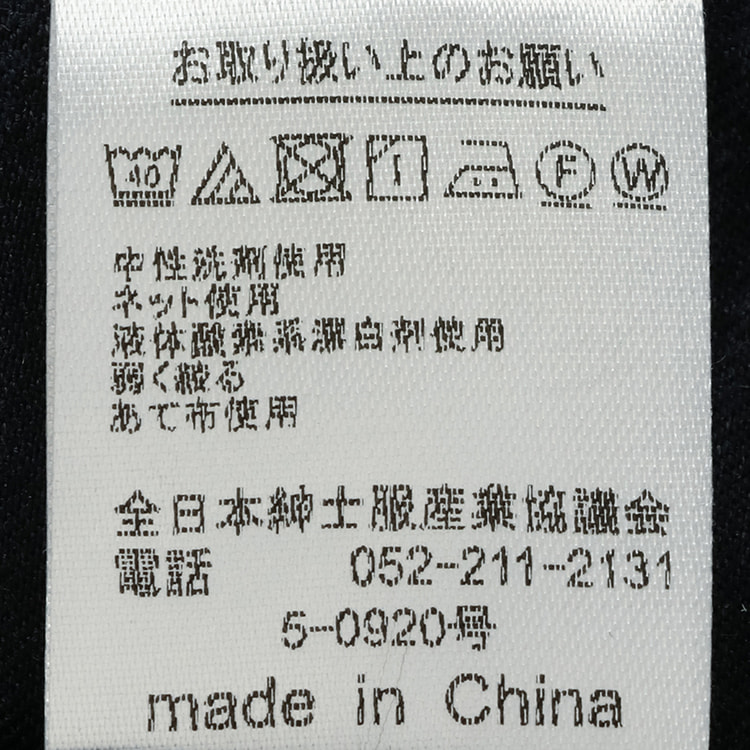 お取り扱い上のお願い
40 F W
中性洗剤使用
ネット使用
液体酸素系漂白剤使用
弱く絞る
あて布使用
全日本紳士服産業協議会
電話 052-211-2131
5-0920号
made in China